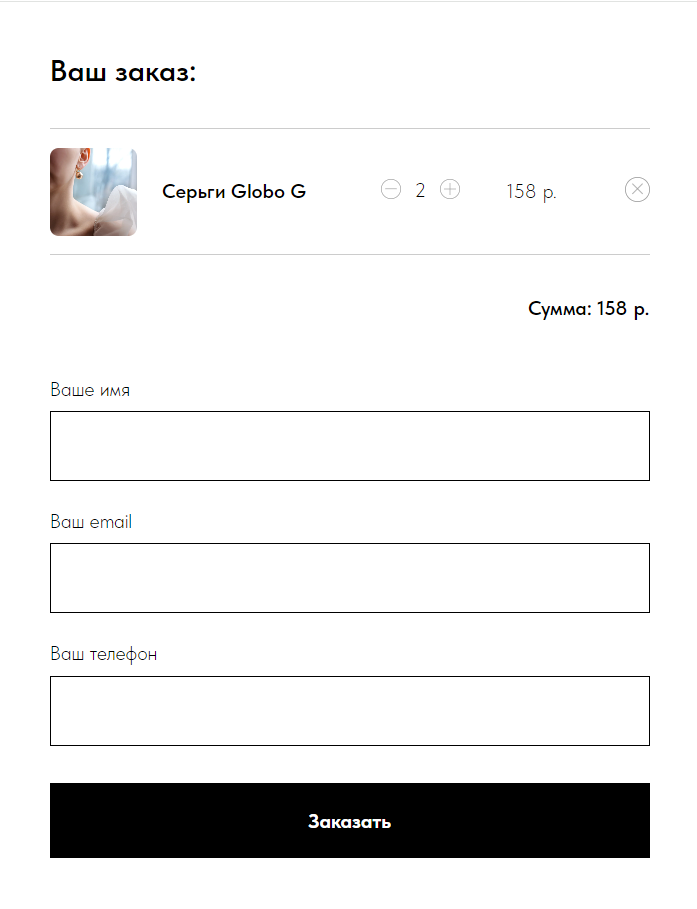 Ваш заказ:
Серьги Globo G 2 158 р.
Сумма: 158 р.
Ваше имя
Ваш email
Ваш телефон
Заказать